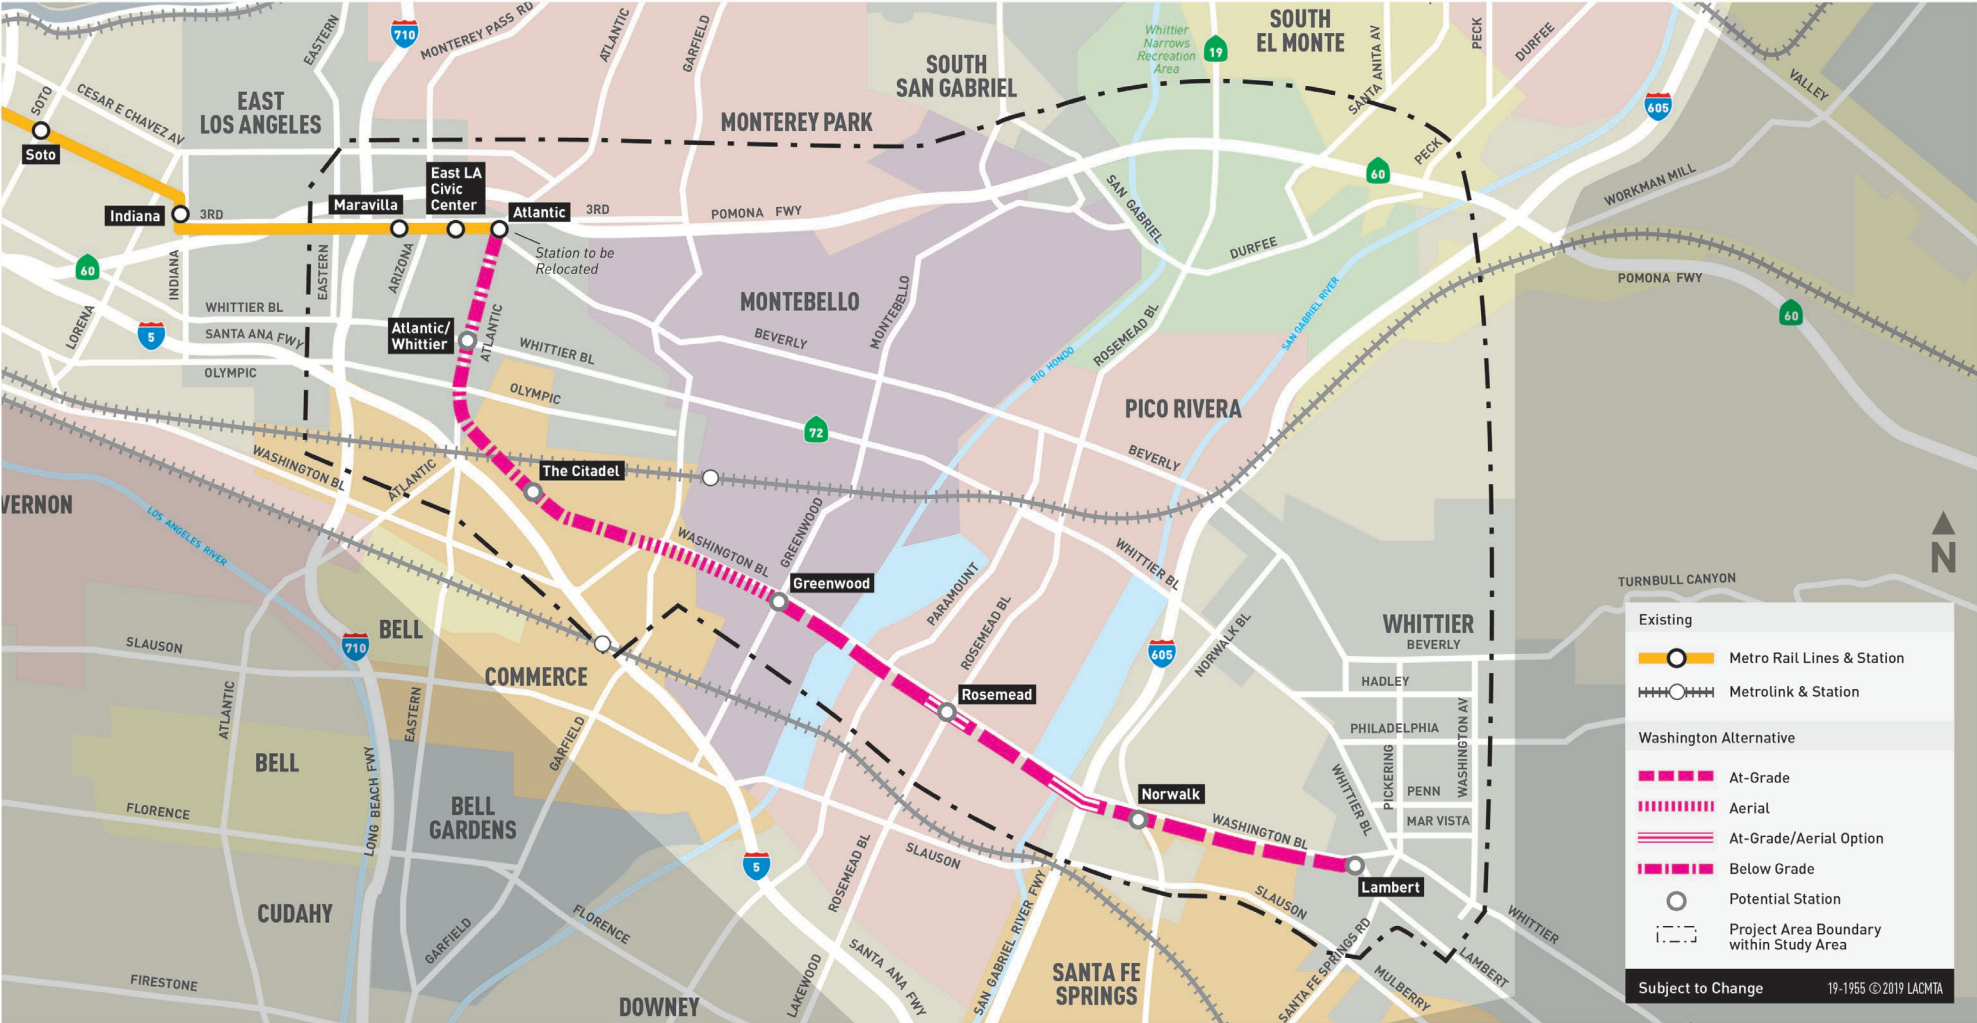 710
EASTERN
MONTEREY PASS RD
ATLANTIC
GARFIELD
SOUTH
SAN GABRIEL
Whittier
Narrows
Recreation
Area
19
SOUTH
EL MONTE
SANTA ANITA AV
PECK
DURFEE
605
VALLEY
SOTO
CESAR E CHAVEZ AV
EAST
LOS ANGELES
MONTEREY PARK
SANTA
PECK
60
WORKMAN MILL
Soto
Indiana
3RD
Maravilla
East LA
Civic
Center
Atlantic
3RD
POMONA FWY
SAN GABRIEL
DURFEE
Station to be
Relocated
60
INDIANA
EASTERN
ARIZONA
LORENA
WHITTIER BL
SANTA ANA FWY
OLYMPIC
5
Atlantic/
Whittier
ATLANTIC
WHITTIER BL
OLYMPIC
MONTEBELLO
BEVERLY
MONTEBELLO
72
RIO HONDO
ROSEMEAD BL
SAN GABRIEL RIVER
POMONA FWY
60
PICO RIVERA
BEVERLY
WASHINGTON BL
ATLANTIC
The Citadel
VERNON
LOS ANGELES RIVER
WASHINGTON BL
GREENWOOD
Greenwood
WHITTIER BL
PARAMOUNT
ROSEMEAD BL
NORWALK BL
605
N
TURNBULL CANYON
WHITTIER
BEVERLY
HADLEY
PHILADELPHIA
PICKERING
WASHINGTON AV
PENN
MAR VISTA
WHITTIER BL
BELL
710
SLAUSON
COMMERCE
ATLANTIC
EASTERN
GARFIELD
Rosemead
BELL
LONG BEACH FWY
FLORENCE
BELL
GARDENS
Norwalk
WASHINGTON BL
Lambert
SLAUSON
5
ROSEMEAD BL
SLAUSON
CUDAHY
FLORENCE
GARFIELD
FIRESTONE
DOWNEY
LAKEWOOD
SANTA ANA FWY
SAN GABRIEL RIVER FWY
SANTA FE
SPRINGS
SANTA FE SPRINGS RD
MULBERRY
LAMBERT
WHITTIER
Existing
Metro Rail Lines & Station
Metrolink & Station
Washington Alternative
At-Grade
Aerial
At-Grade/Aerial Option
Below Grade
Potential Station
Project Area Boundary
within Study Area
Subject to Change
19-1955 ©2019 LACMTA